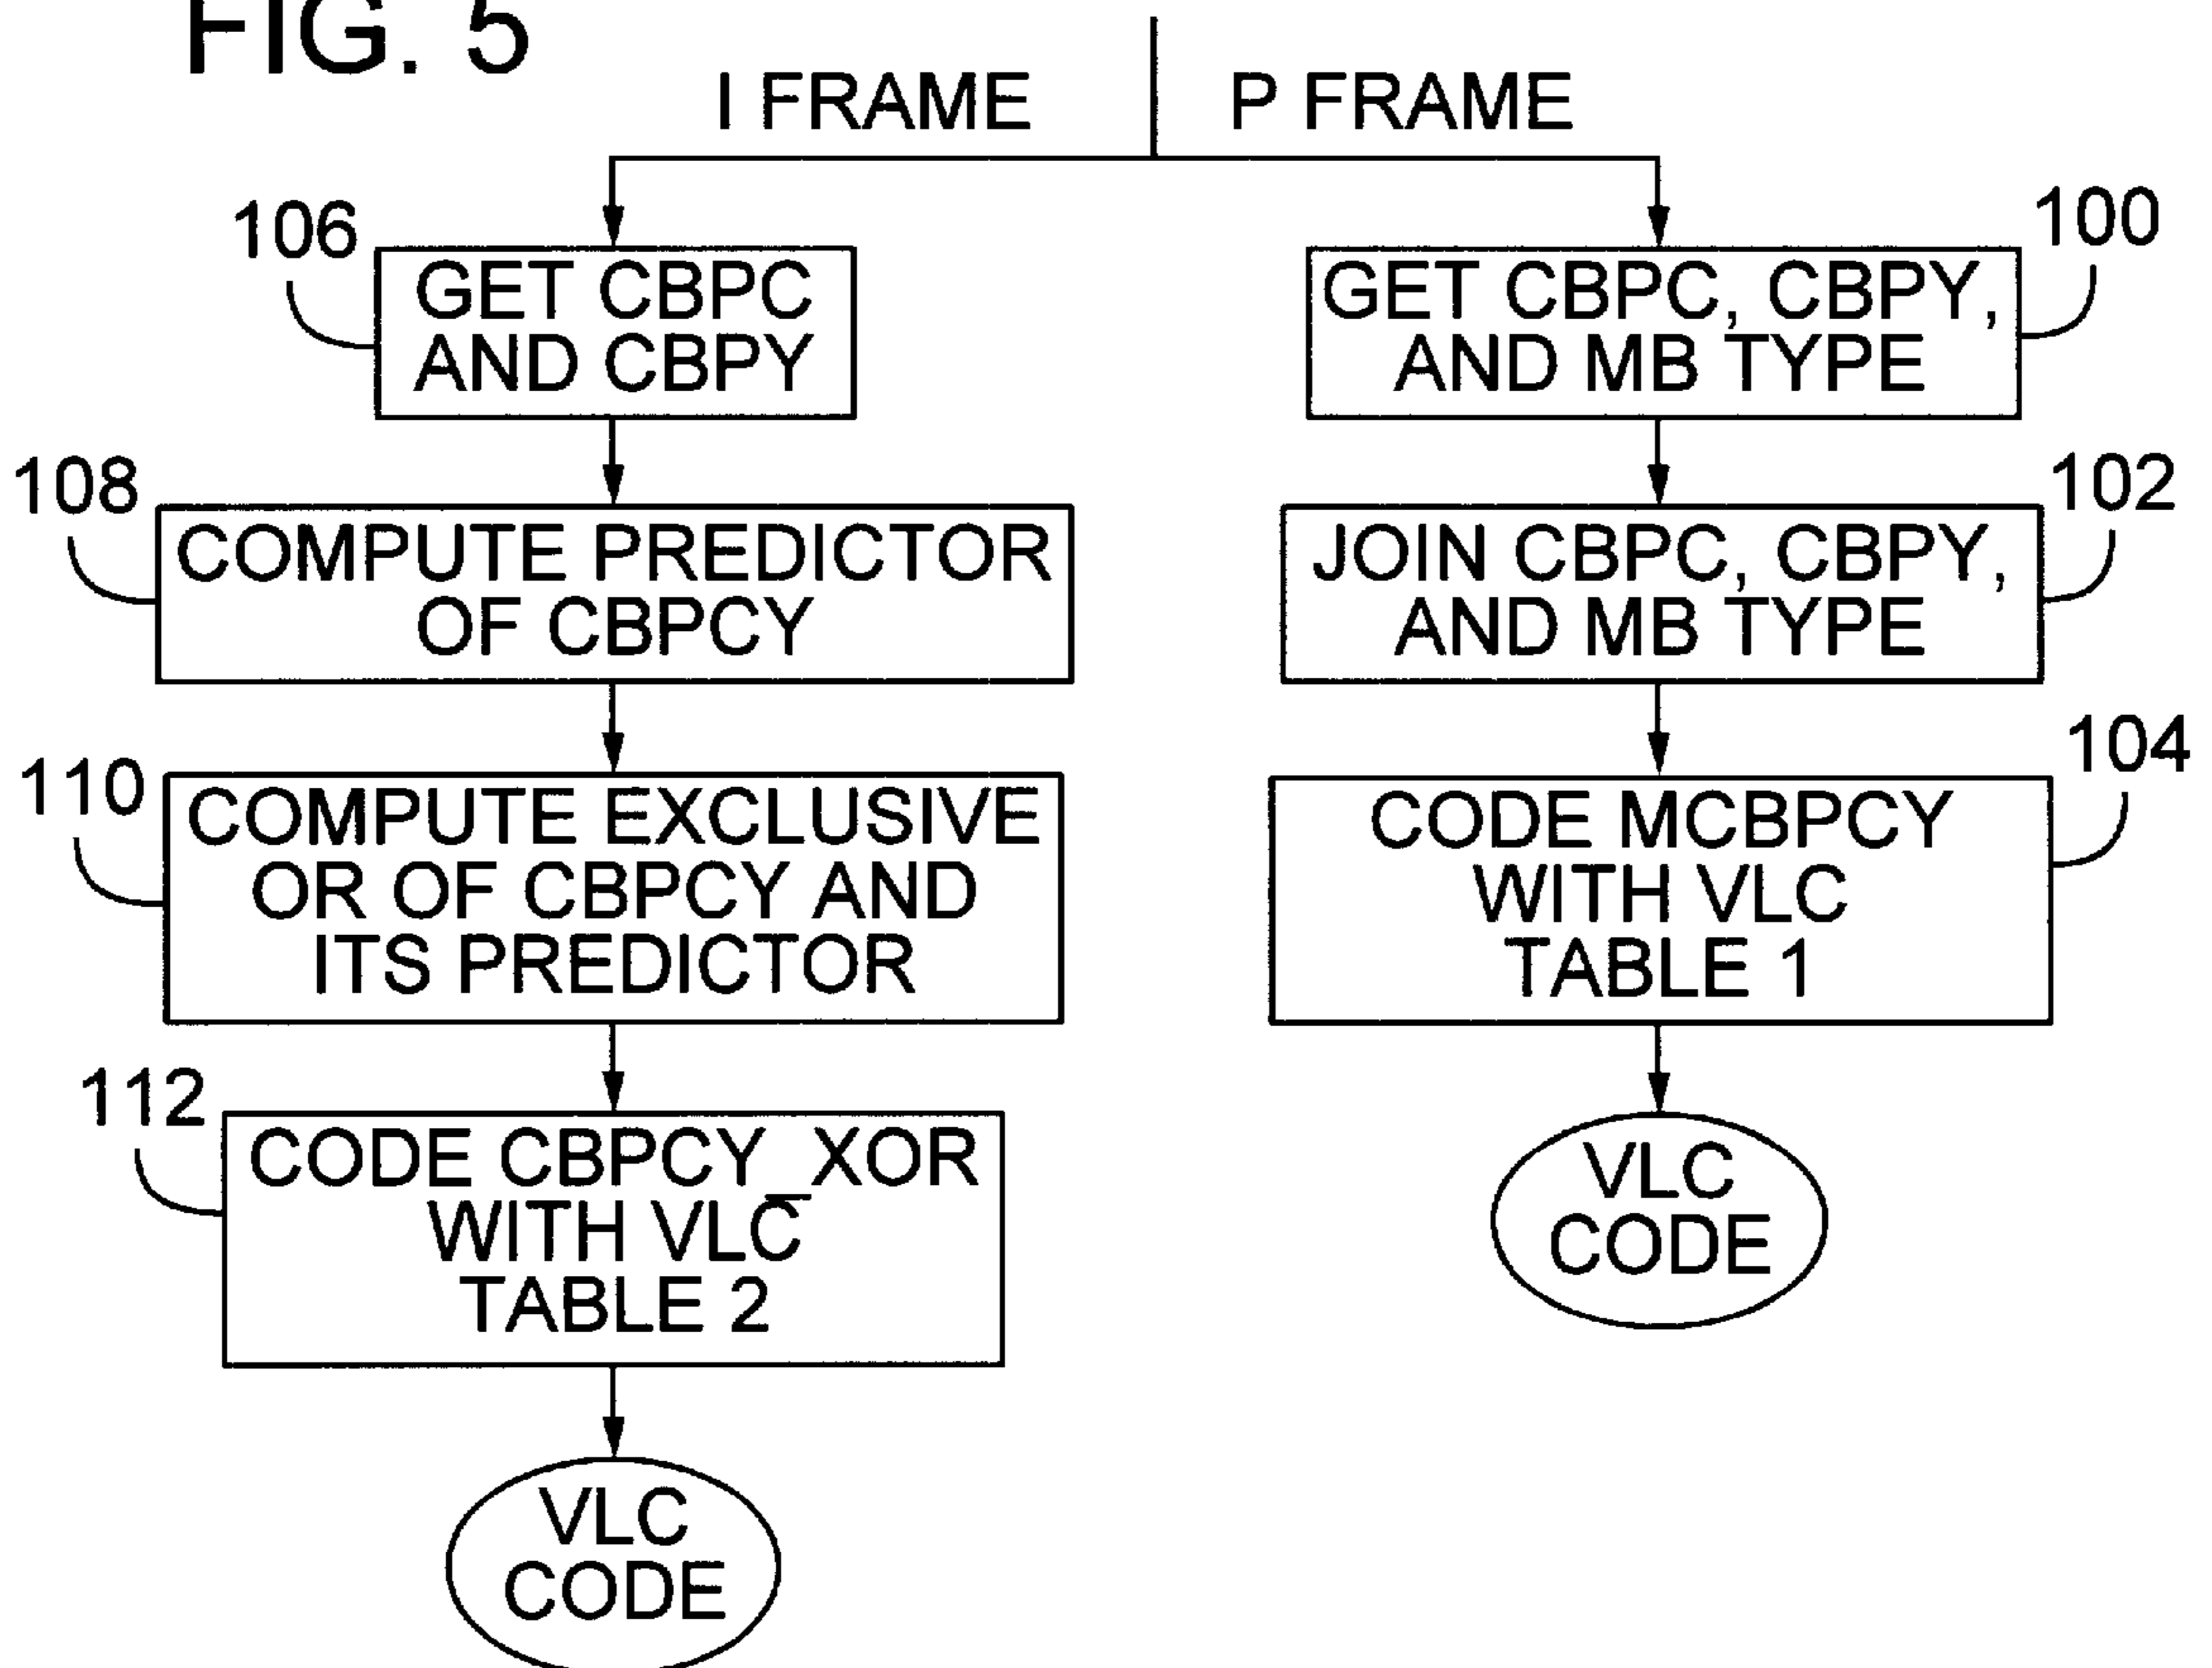 FIG. 5
I FRAME
P FRAME
106
GET CBPC
AND CBPY
108
COMPUTE PREDICTOR
OF CBPCY
110
COMPUTE EXCLUSIVE
OR OF CBPCY AND
ITS PREDICTOR
112
CODE CBPCY_XOR
WITH VLC
TABLE 2
VLC
CODE
100
GET CBPC, CBPY,
AND MB TYPE
102
JOIN CBPC, CBPY,
AND MB TYPE
104
CODE MCBPCY
WITH VLC
TABLE 1
VLC
CODE